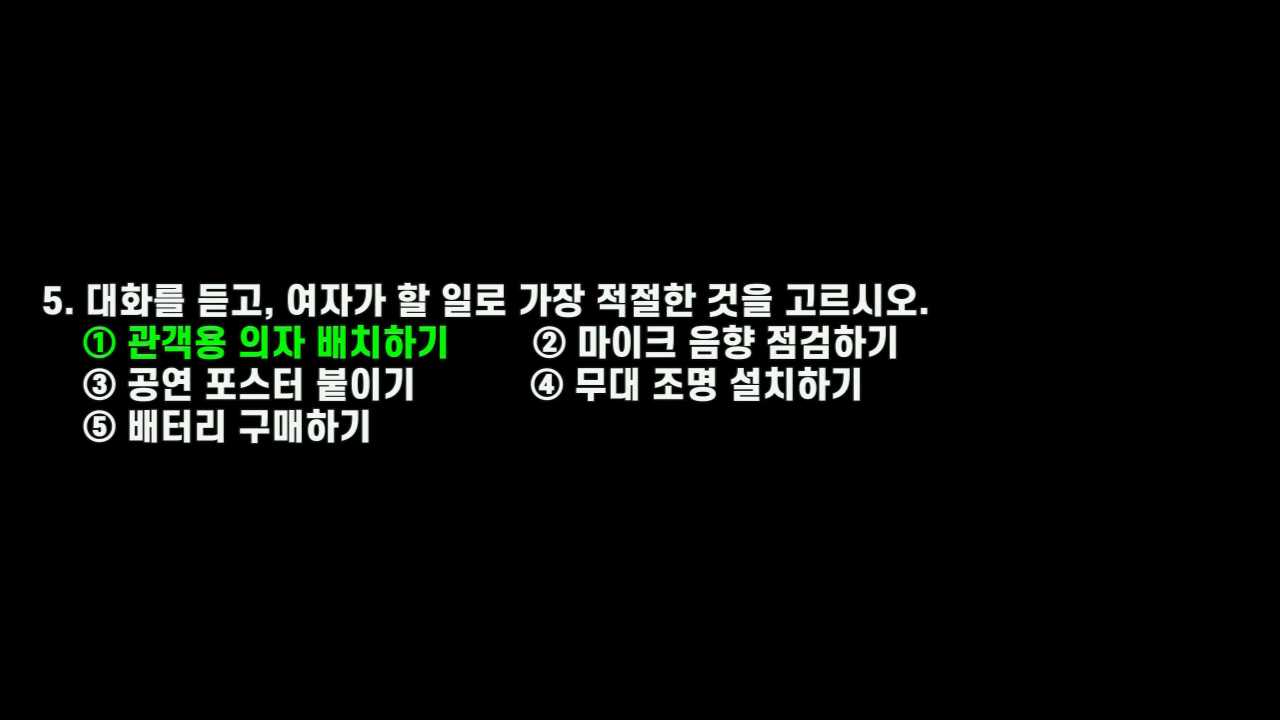 5. 대화를 듣고, 여자가 할 일로 가장 적절한 것을 고르시오.
① 관객용 의자 배치하기 ② 마이크 음향 점검하기
③ 공연 포스터 붙이기 ④ 무대 조명 설치하기
⑤ 배터리 구매하기